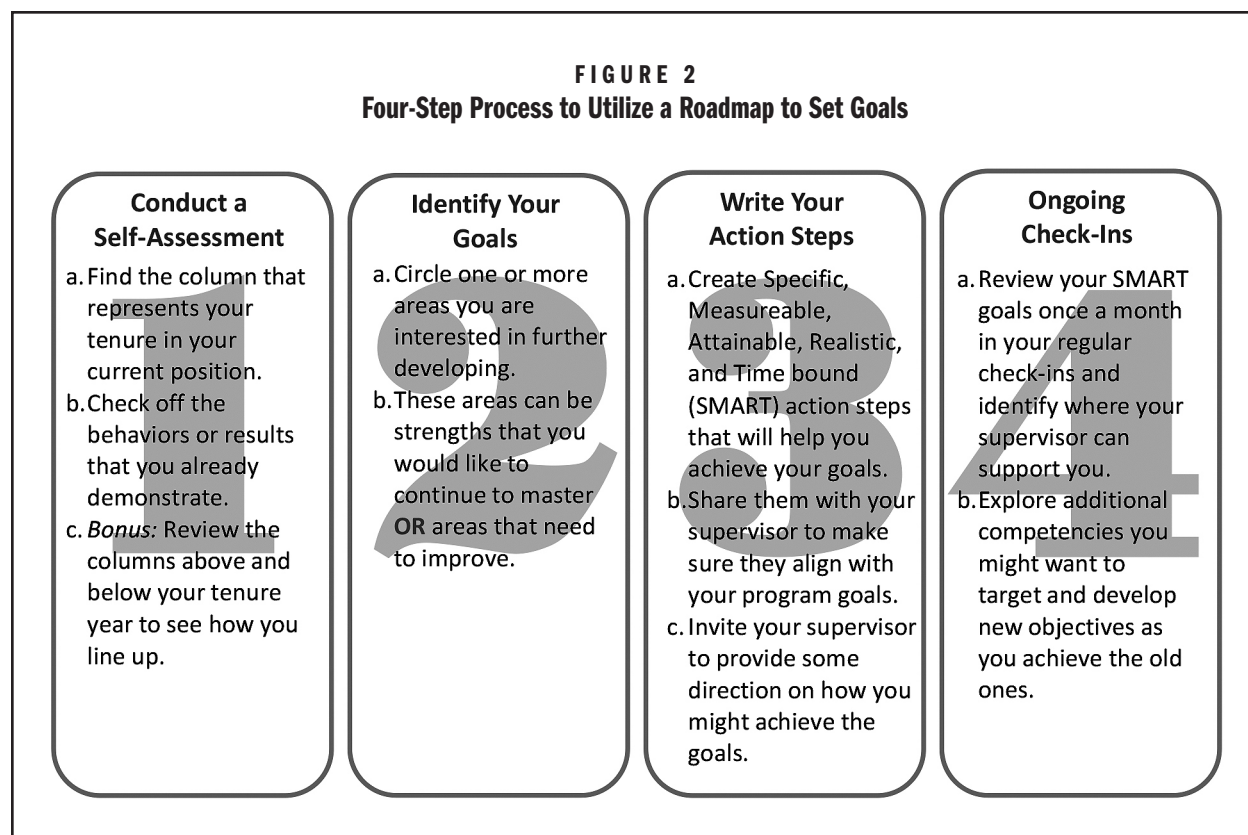 FIGURE 2
Four-Step Process to Utilize a Roadmap to Set Goals
1
Conduct a
Self-Assessment
a. Find the column that
represents your
tenure in your
current position.
b. Check off the
behaviors or results
that you already
demonstrate.
c. Bonus: Review the
columns above and
below your tenure
year to see how you
line up.
2
Identify Your
Goals
a. Circle one or more
areas you are
interested in further
developing.
b. These areas can be
strengths that you
would like to
continue to master
OR areas that need
to improve.
3
Write Your
Action Steps
a. Create Specific,
Measureable,
Attainable, Realistic,
and Time bound
(SMART) action steps
that will help you
achieve your goals.
b. Share them with your
supervisor to make
sure they align with
your program goals.
c. Invite your supervisor
to provide some
direction on how you
might achieve the
goals.
4
Ongoing
Check-Ins
a. Review your SMART
goals once a month
in your regular
check-ins and
identify where your
supervisor can
support you.
b. Explore additional
competencies you
might want to
target and develop
new objectives as
you achieve the old
ones.